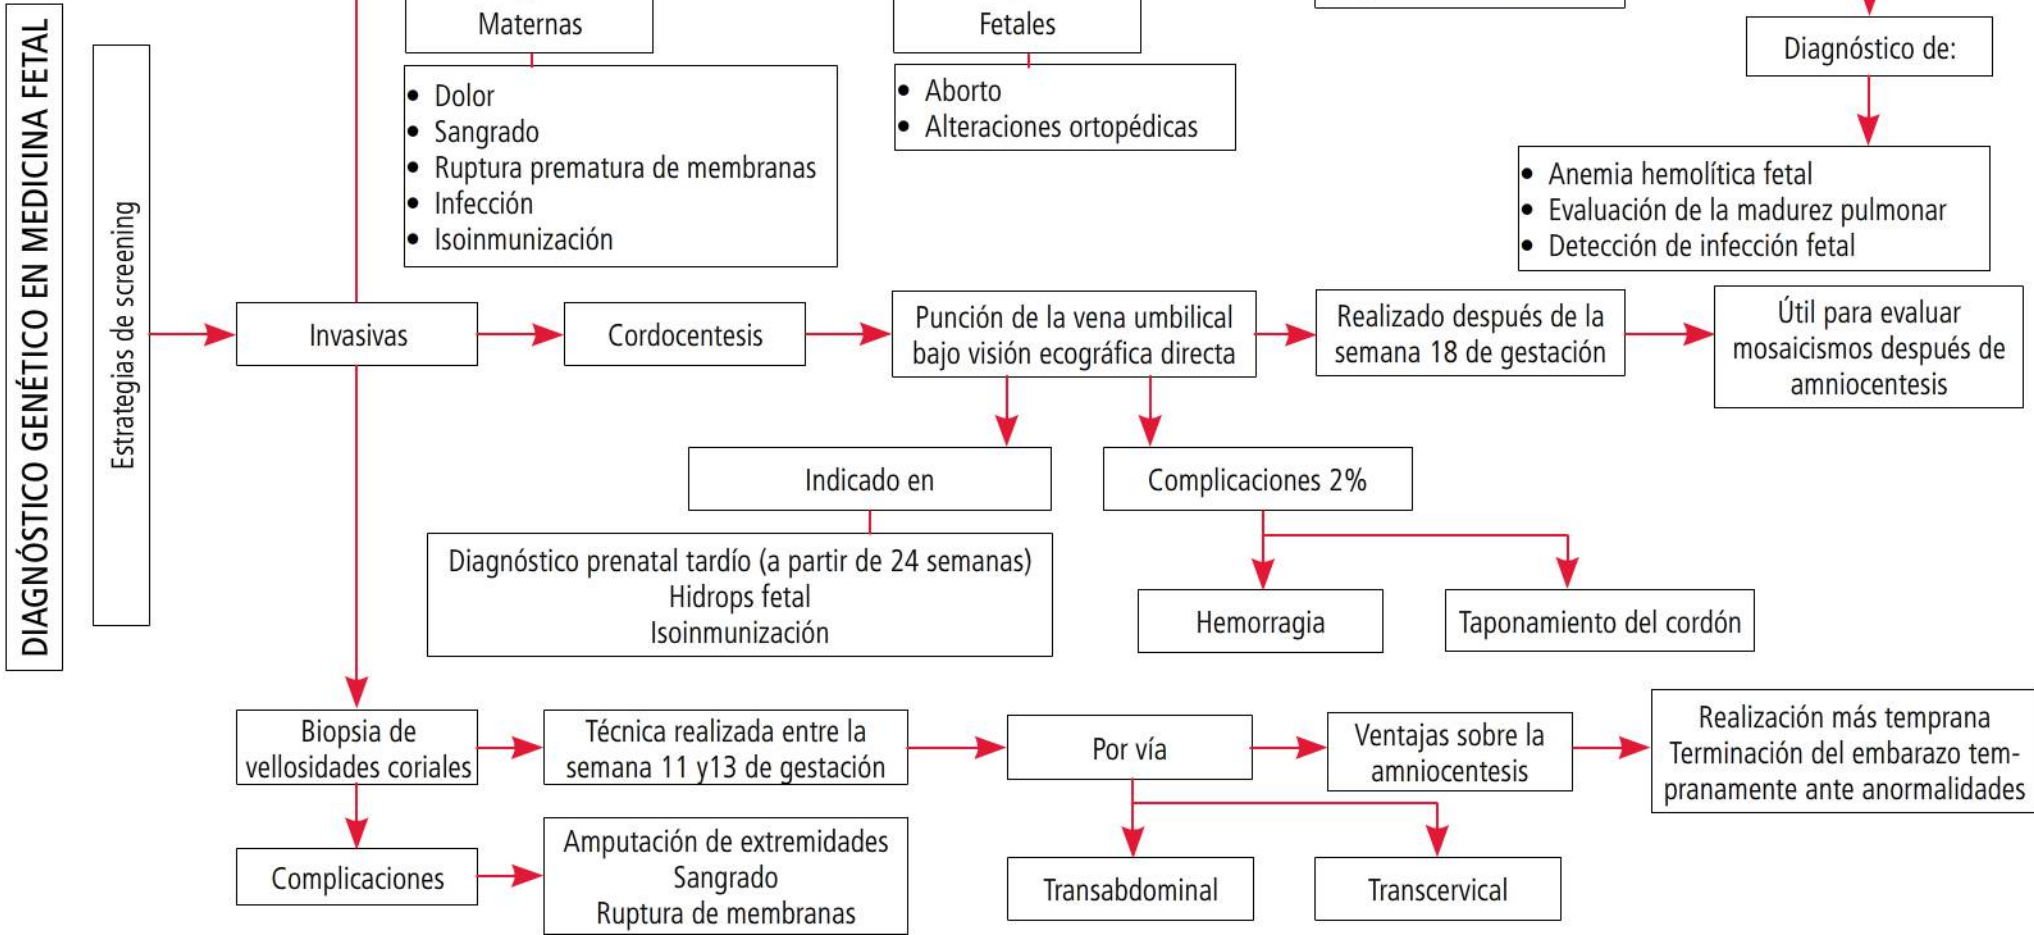 DIAGNÓSTICO GENÉTICO EN MEDICINA FETAL
Estrategias de screening
Maternas
Dolor
Sangrado
Ruptura prematura de membranas
Infección
Isoinmunización
Fetales
Aborto
Alteraciones ortopédicas
Diagnóstico de:
Anemia hemolítica fetal
Evaluación de la madurez pulmonar
Detección de infección fetal
Invasivas
Cordocentesis
Punción de la vena umbilical
bajo visión ecográfica directa
Realizado después de la
semana 18 de gestación
Útil para evaluar
mosaicismos después de
amniocentesis
Indicado en
Diagnóstico prenatal tardío (a partir de 24 semanas)
Hidrops fetal
Isoinmunización
Complicaciones 2%
Hemorragia
Taponamiento del cordón
Biopsia de
vellosidades coriales
Técnica realizada entre la
semana 11 y13 de gestación
Por vía
Ventajas sobre la
amniocentesis
Realización más temprana
Terminación del embarazo tem-
pranamente ante anormalidades
Complicaciones
Amputación de extremidades
Sangrado
Ruptura de membranas
Transabdominal
Transcervical